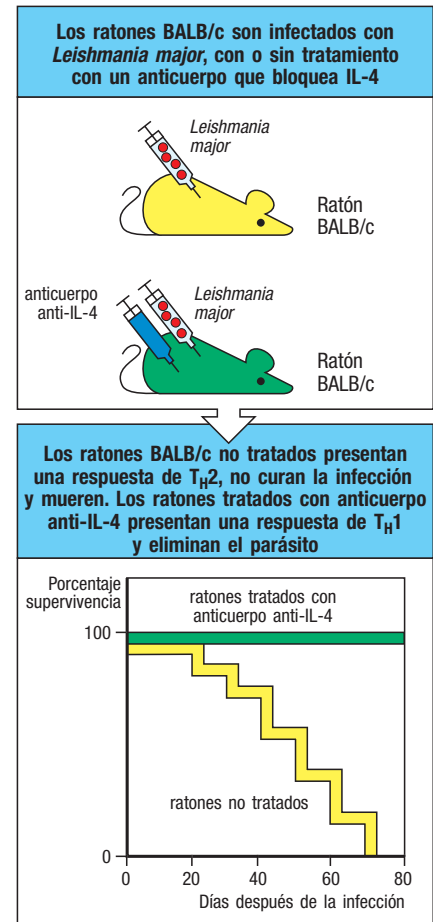 Los ratones BALB/c son infectados con
Leishmania major, con o sin tratamiento
con un anticuerpo que bloquea IL-4
Leishmania
major
Ratón
BALB/c
anticuerpo
anti-IL-4
Leishmania
major
Ratón
BALB/c
Los ratones BALB/c no tratados presentan
una respuesta de TH2, no curan la infección
y mueren. Los ratones tratados con anticuerpo
anti-IL-4 presentan una respuesta de TH1
y eliminan el parásito
Porcentaje
supervivencia
ratones tratados con
anticuerpo anti-IL-4
100
ratones no tratados
0
0 20 40 60 80
Días después de la infección